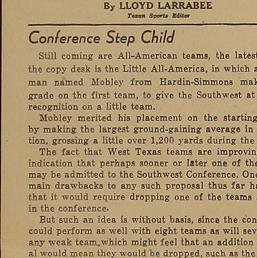 By LLOYD LARRABEE
Texan Sports Editor
Conference Step Child
Still coming are All-American teams, the latest
the copy desk is the Little All-America, in which a
man named Mobley from Hardin-Simmons mak
grade on the first team, to give the Southwest at
recognition on a little team.
Mobley merited his placement on the starting
by making the largest ground-gaining average in
tion, grossing a little over 1,200 yards during the
The fact that West Texas teams are improvin
indication that perhaps sooner or later one of the
may be admitted to the Southwest Conference. One
main drawbacks to any such proposal thus far ha
that it would require dropping one of the teams
in the conference.
But such an idea is without basis, since the con
could perform as well with eight teams as will sev
any weak team, which might feel that an addition
al would mean they would be dropped, such as the